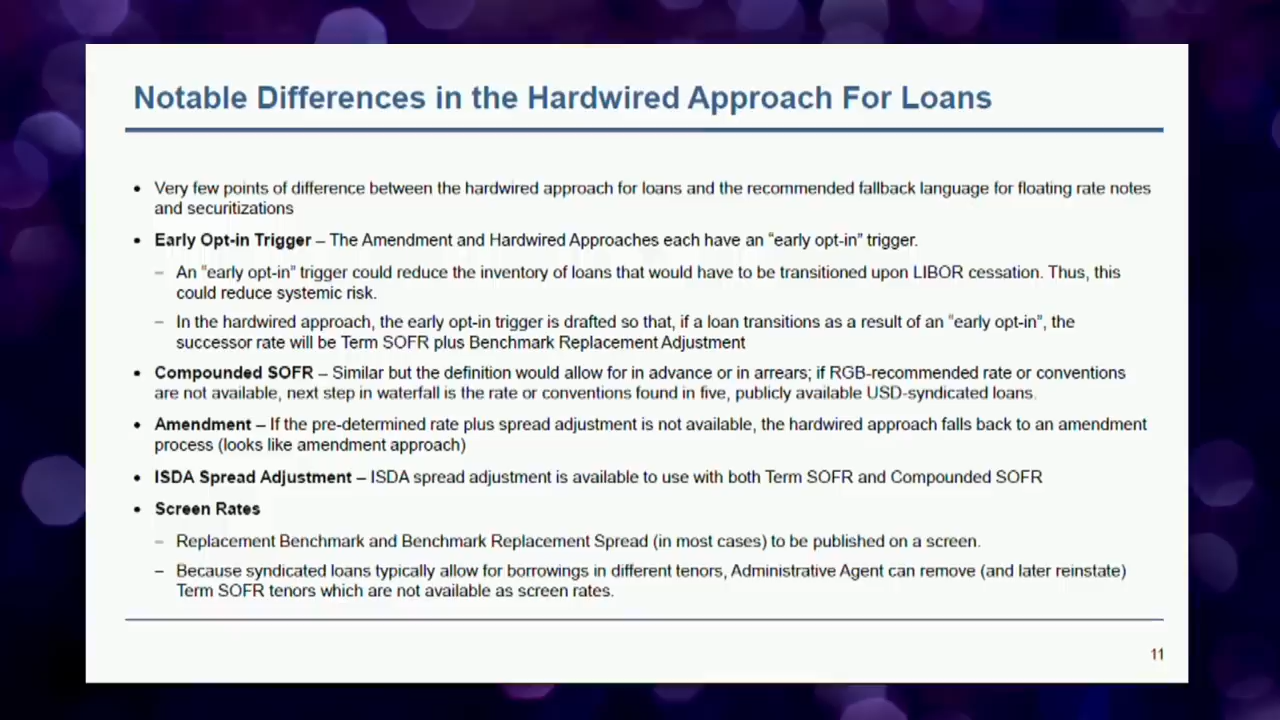 Notable Differences in the Hardwired Approach For Loans
• Very few points of difference between the hardwired approach for loans and the recommended fallback language for floating rate notes
and securitizations
• Early Opt-in Trigger – The Amendment and Hardwired Approaches each have an “early opt-in” trigger.
– An “early opt-in” trigger could reduce the inventory of loans that would have to be transitioned upon LIBOR cessation. Thus, this
could reduce systemic risk.
– In the hardwired approach, the early opt-in trigger is drafted so that, if a loan transitions as a result of an “early opt-in”, the
successor rate will be Term SOFR plus Benchmark Replacement Adjustment
• Compounded SOFR – Similar but the definition would allow for in advance or in arrears; if RGB-recommended rate or conventions
are not available, next step in waterfall is the rate or conventions found in five, publicly available USD-syndicated loans.
• Amendment – If the pre-determined rate plus spread adjustment is not available, the hardwired approach falls back to an amendment
process (looks like amendment approach)
• ISDA Spread Adjustment – ISDA spread adjustment is available to use with both Term SOFR and Compounded SOFR
• Screen Rates
– Replacement Benchmark and Benchmark Replacement Spread (in most cases) to be published on a screen.
– Because syndicated loans typically allow for borrowings in different tenors, Administrative Agent can remove (and later reinstate)
Term SOFR tenors which are not available as screen rates.
11